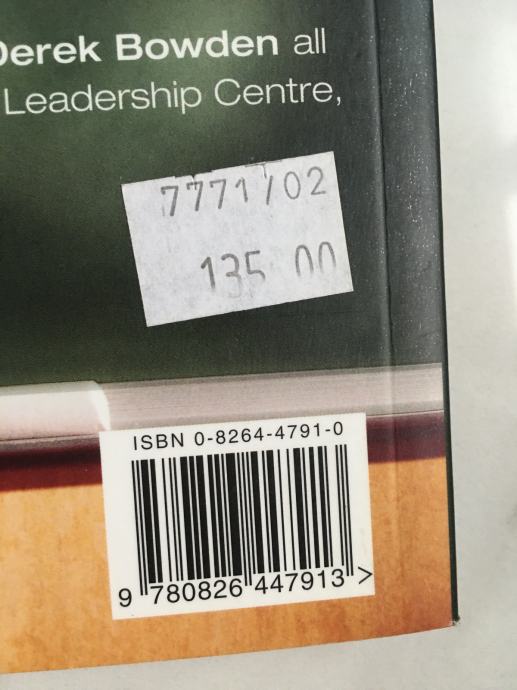 Derek Bowden all
Leadership Centre,
7771/02
135 00
ISBN 0-8264-4791-0
9 780826 447913 >